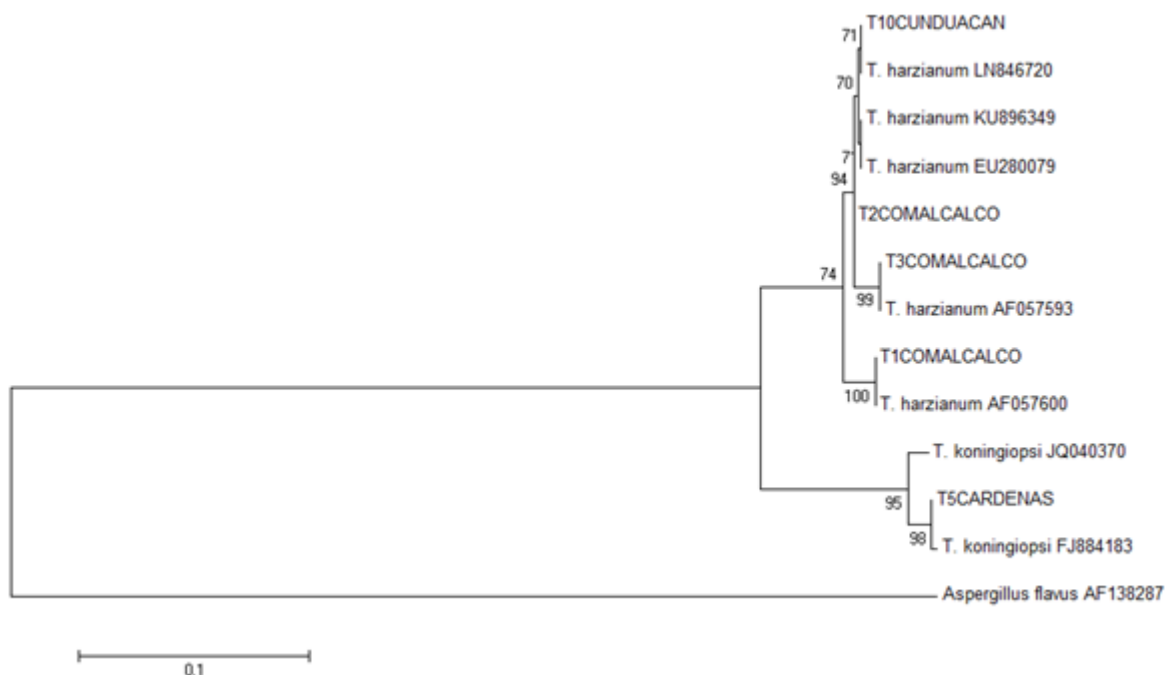 T10CUNDUACAN
71
T. harzianum LN846720
70
T. harzianum KU896349
7
T. harzianum EU280079
94
T2COMALCALCO
T3COMALCALCO
74
99
T. harzianum AF057593
T1COMALCALCO
100
T. harzianum AF057600
T. koningiopsi JQ040370
95
T5CARDENAS
98
T. koningiopsi FJ884183
Aspergillus flavus AF138287
0.1